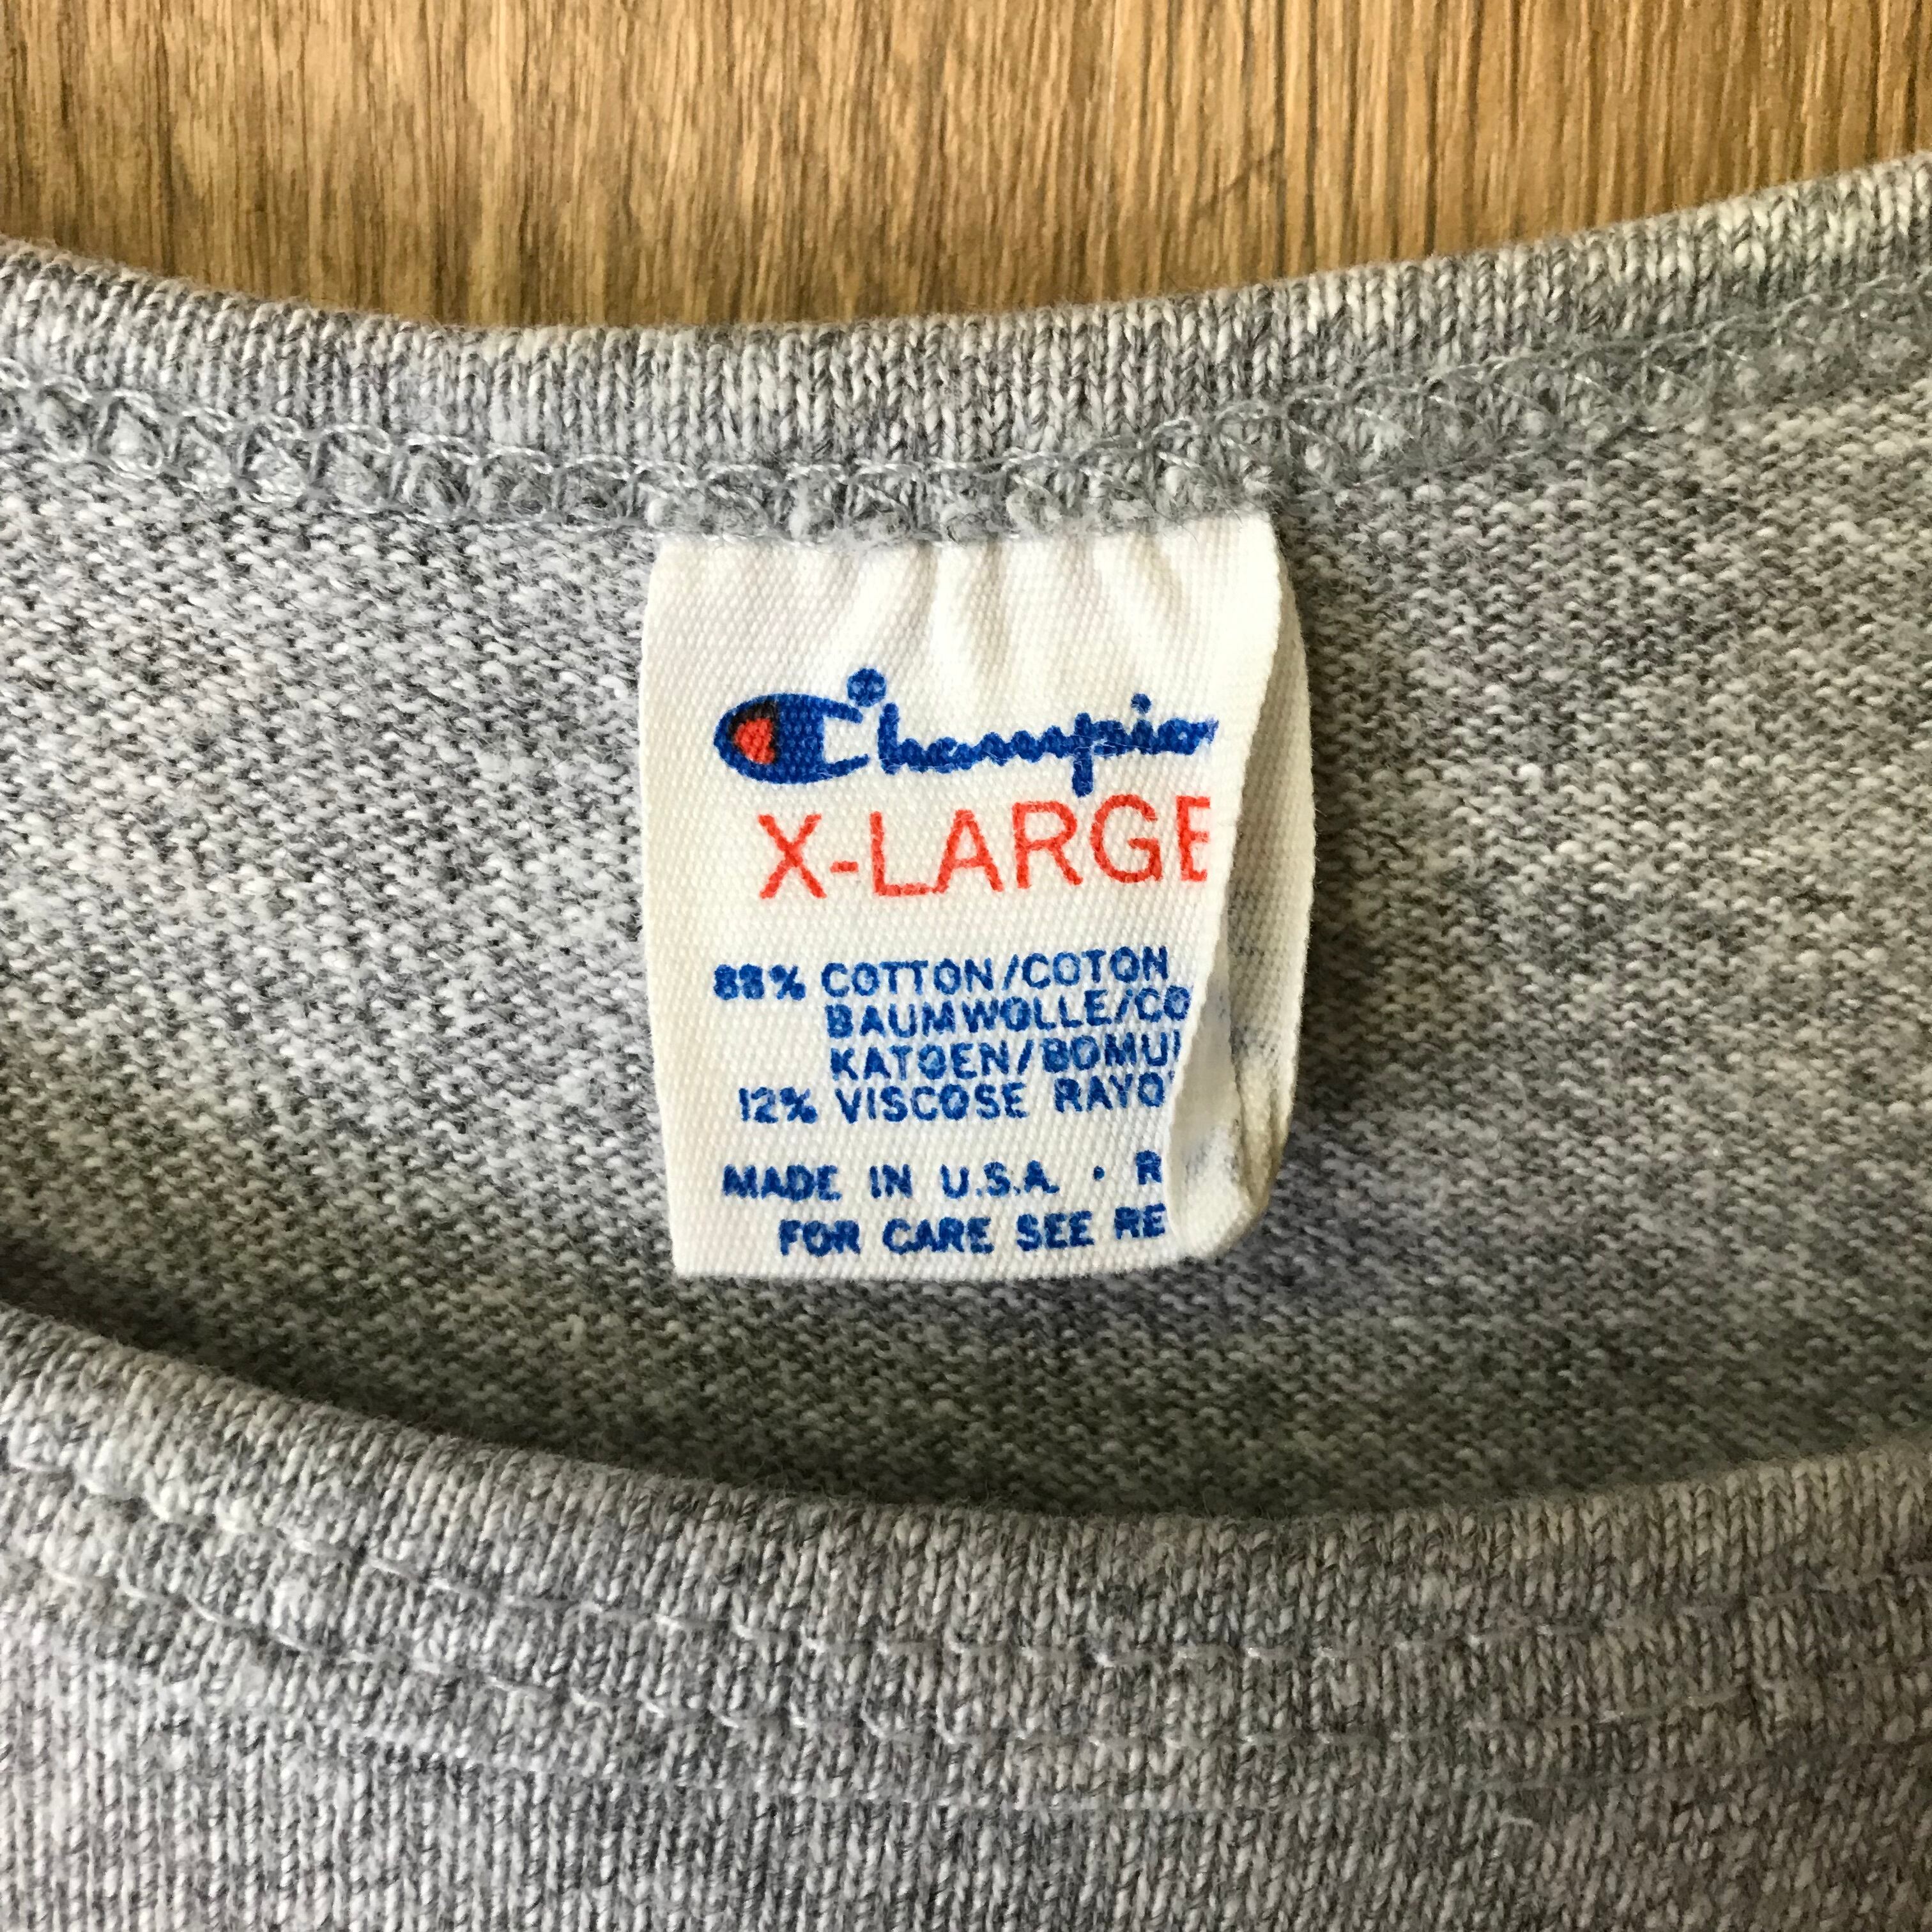 Champion
X-LARGE
88% COTTON/COTON
BAUMWOLLE/CO
KATOEN/BOMU
12% VISCOSE RAYO
MADE IN U.S.A. • R
FOR CARE SEE RE